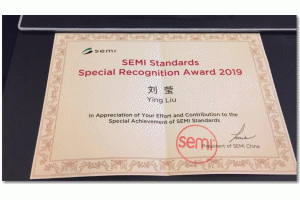 semi
SEMI Standards
Special Recognition Award 2019
刘 莹
Ying Liu
In Appreciation of Your Effort and Contribution to the
Special Achievement of SEMI Standards
semi
President of SEMI China